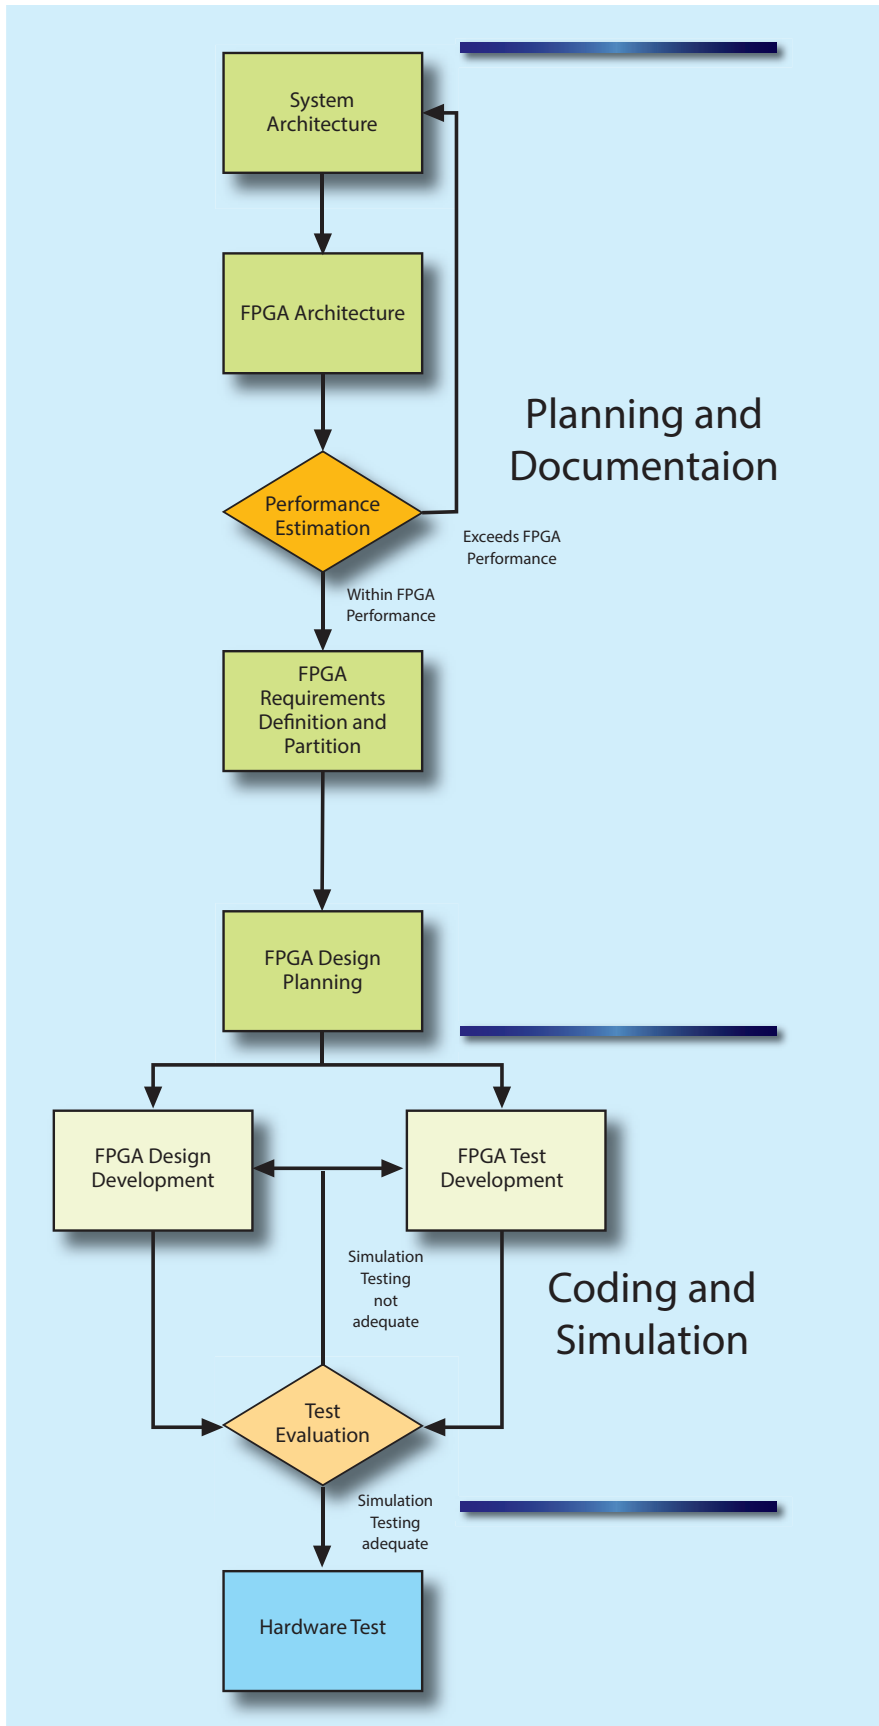 System
Architecture
FPGA Architecture
Planning and
Documentaion
Performance
Estimation
Exceeds FPGA
Performance
Within FPGA
Performance
FPGA
Requirements
Definition and
Partition
FPGA Design
Planning
FPGA Design
Development
FPGA Test
Development
Simulation
Testing
not
adequate
Coding and
Simulation
Test
Evaluation
Simulation
Testing
adequate
Hardware Test